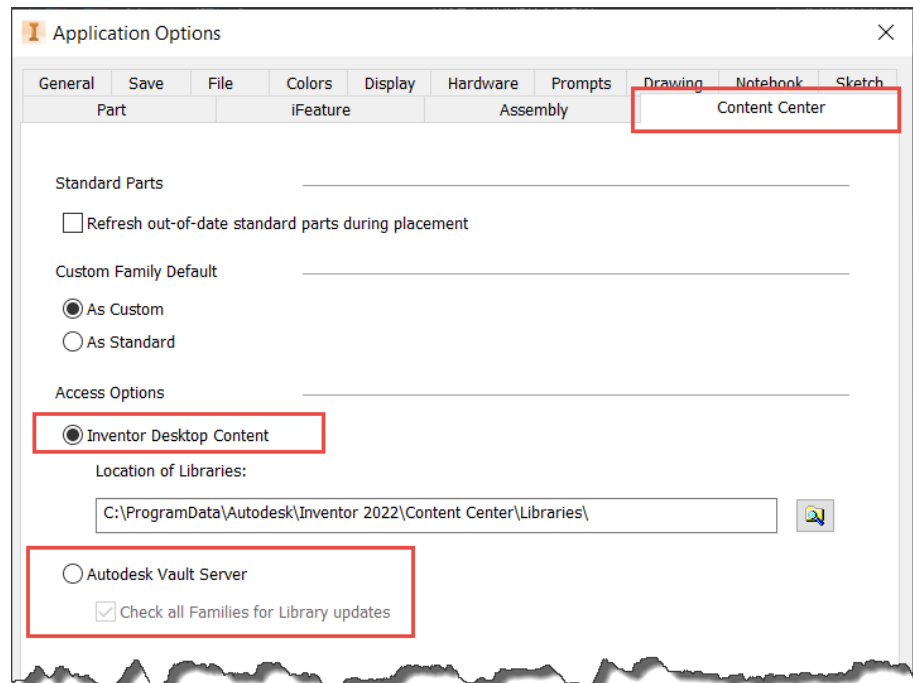 Application Options
General Save File Colors Display Hardware Prompts Drawing Notebook Sketch
Part iFeature Assembly Content Center
Standard Parts
Refresh out-of-date standard parts during placement
Custom Family Default
As Custom
As Standard
Access Options
Inventor Desktop Content
Location of Libraries:
C:\ProgramData\Autodesk\Inventor 2022\Content Center\Libraries\
Autodesk Vault Server
Check all Families for Library updates